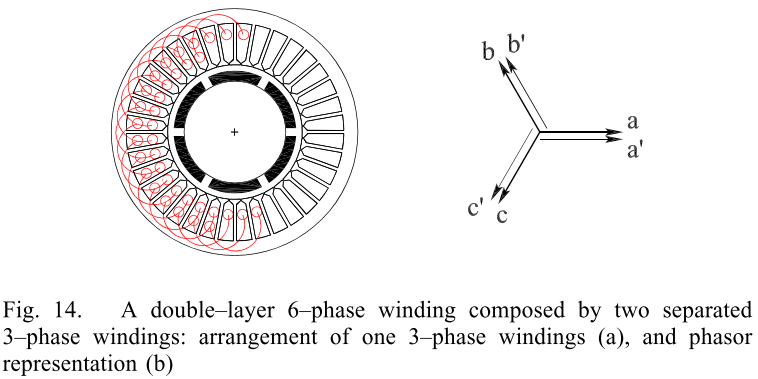 b b'
a
a'
c' c
Fig. 14. A double–layer 6–phase winding composed by two separated
3–phase windings: arrangement of one 3–phase windings (a), and phasor
representation (b)